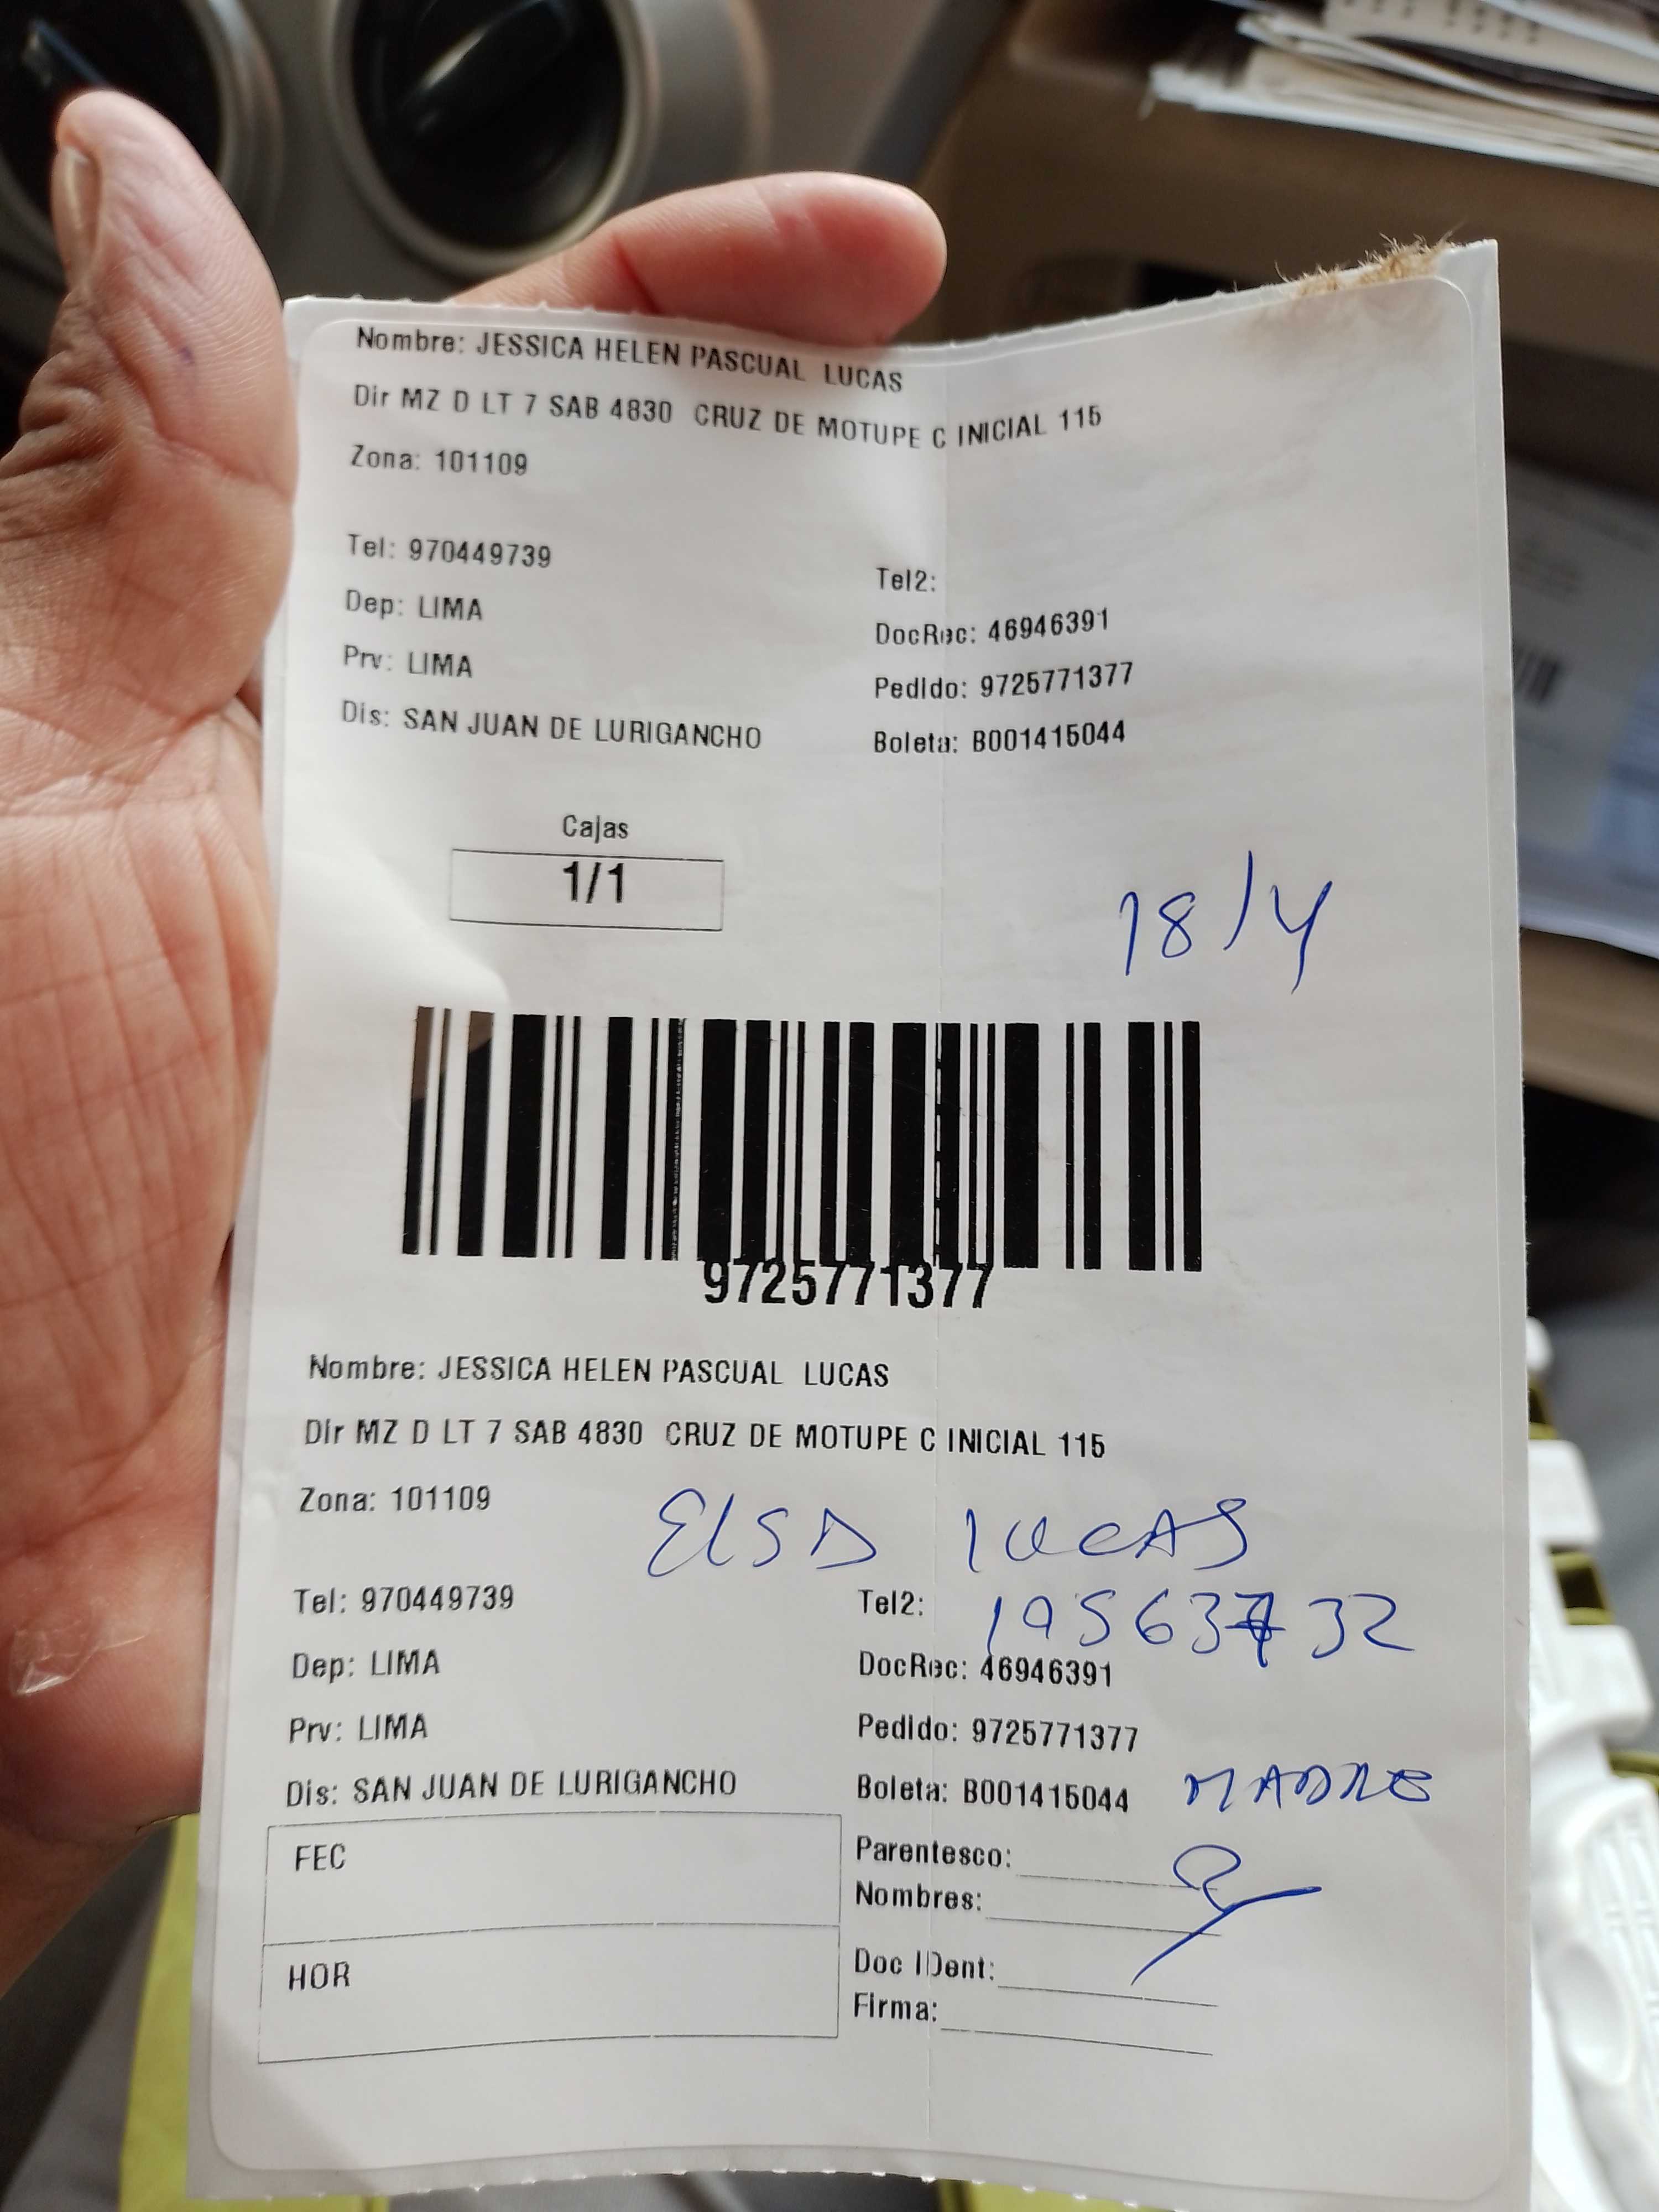 Nombre: JESSICA HELEN PASCUAL LUCAS
Dir MZ D LT 7 SAB 4830 CRUZ DE MOTUPE C INICIAL 115
Zona: 101109
Tel: 970449739
Tel2:
Dep: LIMA
DocRec: 46946391
Prv: LIMA
Pedido: 9725771377
Dis: SAN JUAN DE LURIGANCHO
Boleta: B001415044
Cajas
1/1
18/4
9725771377
Nombre: JESSICA HELEN PASCUAL LUCAS
Dir MZ D LT 7 SAB 4830 CRUZ DE MOTUPE C INICIAL 115
Zona: 101109
ELSA LUCAS
Tel: 970449739
Tel2:
Dep: LIMA
DocRec: 46946391
Prv: LIMA
Pedido: 9725771377
Dis: SAN JUAN DE LURIGANCHO
Boleta: B001415044 MADRE
FEC
Parentesco:
Nombres:
HOR
Doc IDent:
Firma: